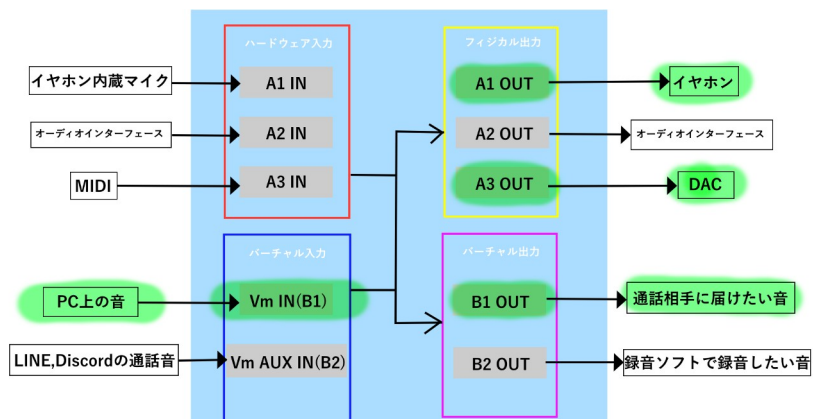 ハードウェア入力
フィジカル出力
イヤホン内蔵マイク
A1 IN
A1 OUT
イヤホン
オーディオインターフェース
A2 IN
A2 OUT
オーディオインターフェース
MIDI
A3 IN
A3 OUT
DAC
バーチャル入力
バーチャル出力
PC上の音
Vm IN(B1)
B1 OUT
通話相手に届けたい音
LINE,Discordの通話音
Vm AUX IN(B2)
B2 OUT
録音ソフトで録音したい音